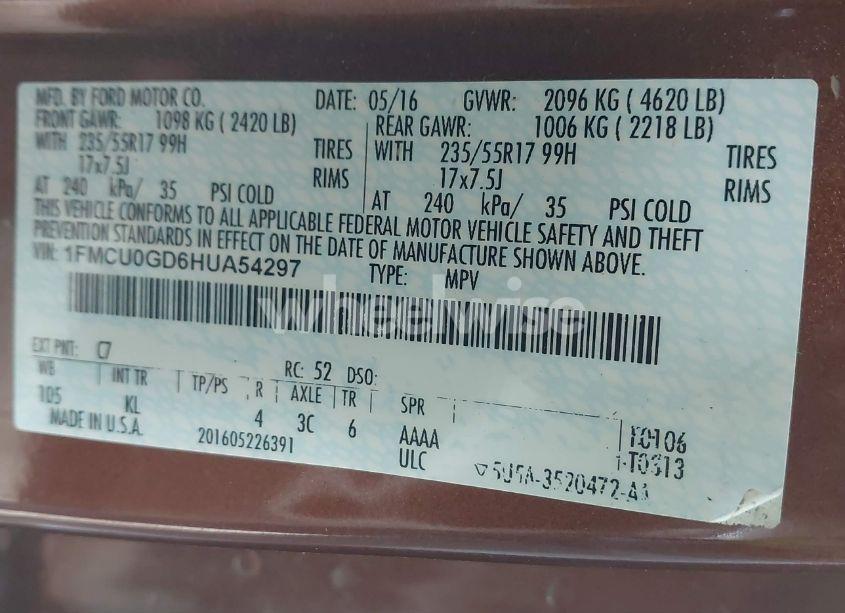 MFD. BY FORD MOTOR CO. DATE: 05/16 GVWR: 2096 KG ( 4620 LB)
FRONT GAWR: 1098 KG ( 2420 LB) REAR GAWR: 1006 KG ( 2218 LB)
WITH 235/55R17 99H TIRES WITH 235/55R17 99H TIRES
17x7.5J RIMS 17x7.5J RIMS
AT 240 kPa/ 35 PSI COLD AT 240 kPa/ 35 PSI COLD
THIS VEHICLE CONFORMS TO ALL APPLICABLE FEDERAL MOTOR VEHICLE SAFETY AND THEFT
PREVENTION STANDARDS IN EFFECT ON THE DATE OF MANUFACTURE SHOWN ABOVE.
VIN: 1FMCU0GD6HUA54297 TYPE: MPV
wheelwise
EXT PNT: RC: 52 DSO:
WB INT TR TP/PS R AXLE TR SPR
105 KL 4 3C 6 AAAA T0106
MADE IN U.S.A. 201605226391 ULC